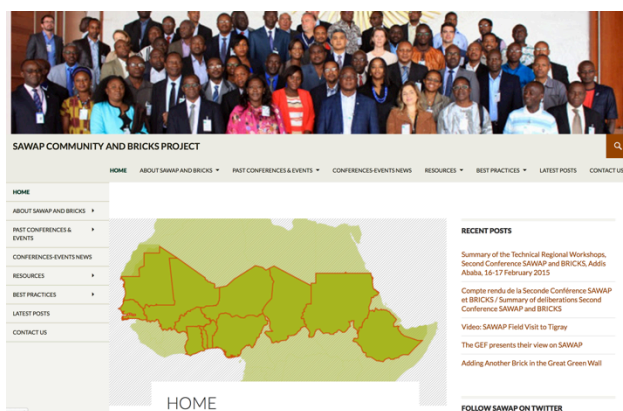 SAWAP COMMUNITY AND BRICKS PROJECT
HOME ABOUT SAWAP AND BRICKS PAST CONFERENCES & EVENTS CONFERENCES-EVENTS NEWS RESOURCES BEST PRACTICES LATEST POSTS CONTACT US
HOME
ABOUT SAWAP AND BRICKS
PAST CONFERENCES &
EVENTS
CONFERENCES-EVENTS NEWS
RESOURCES
BEST PRACTICES
LATEST POSTS
CONTACT US
HOME
RECENT POSTS
Summary of the Technical Regional Workshops,
Second Conference SAWAP and BRICKS, Addis
Ababa, 16-17 February 2015
Compte rendu de la Seconde Conférence SAWAP
et BRICKS / Summary of deliberations Second
Conference SAWAP and BRICKS
Video: SAWAP Field Visit to Tigray
The GEF presents their view on SAWAP
Adding Another Brick in the Great Green Wall
FOLLOW SAWAP ON TWITTER